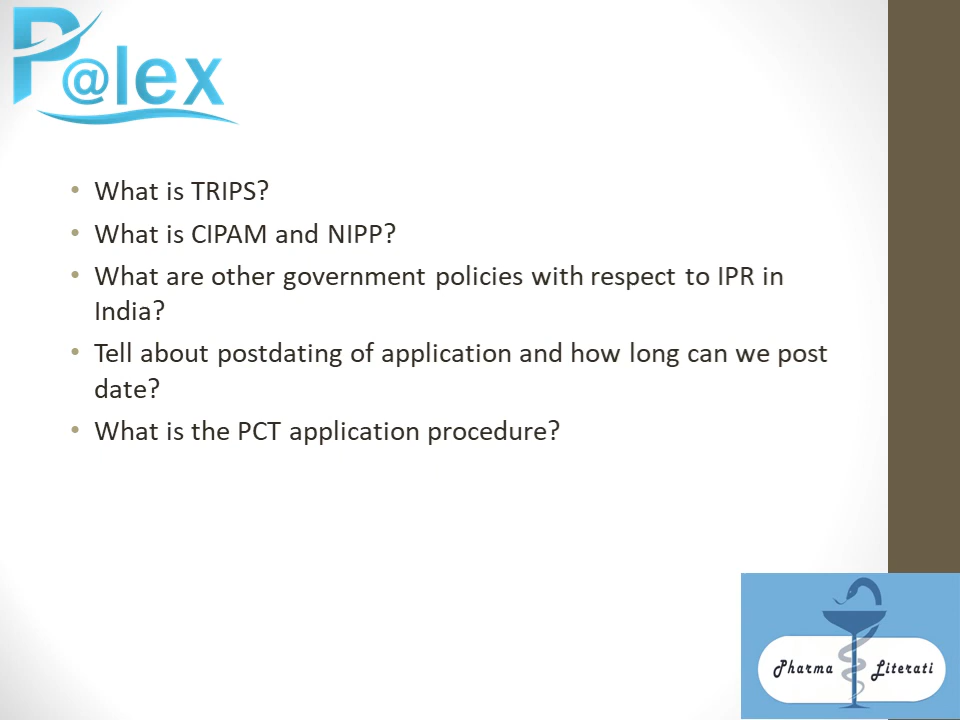 P@lex
• What is TRIPS?
• What is CIPAM and NIPP?
• What are other government policies with respect to IPR in
India?
• Tell about postdating of application and how long can we post
date?
• What is the PCT application procedure?
Pharma Literati